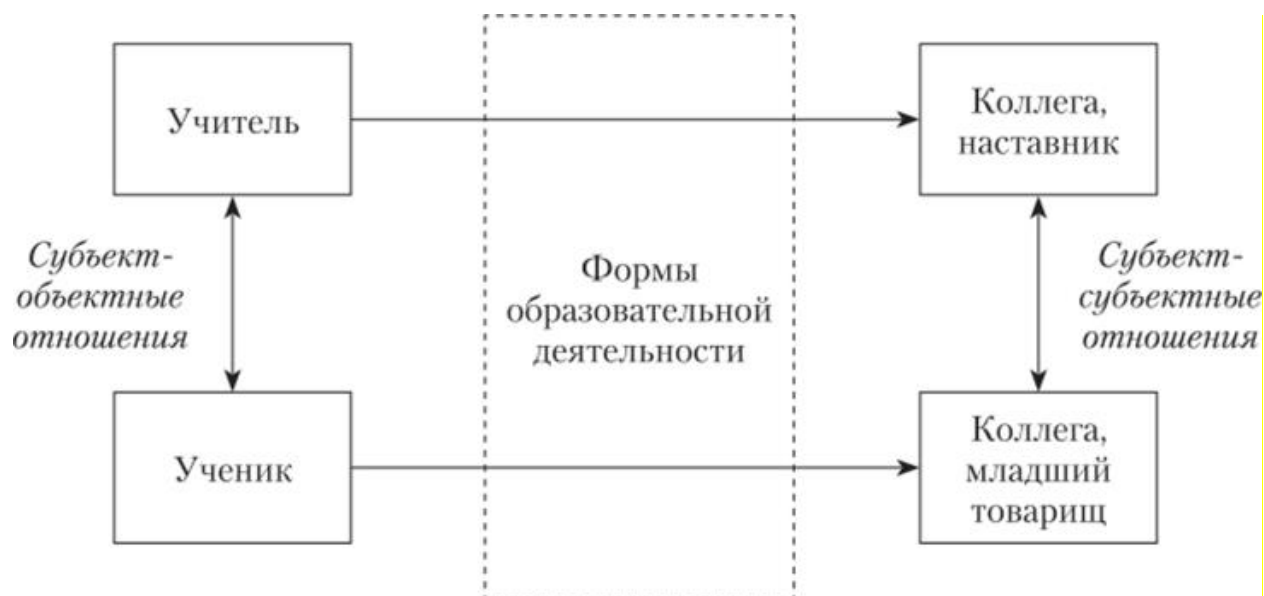 Учитель
Коллега,
наставник
Субъект-
объектные
отношения
Формы
образовательной
деятельности
Субъект-
субъектные
отношения
Ученик
Коллега,
младший
товарищ